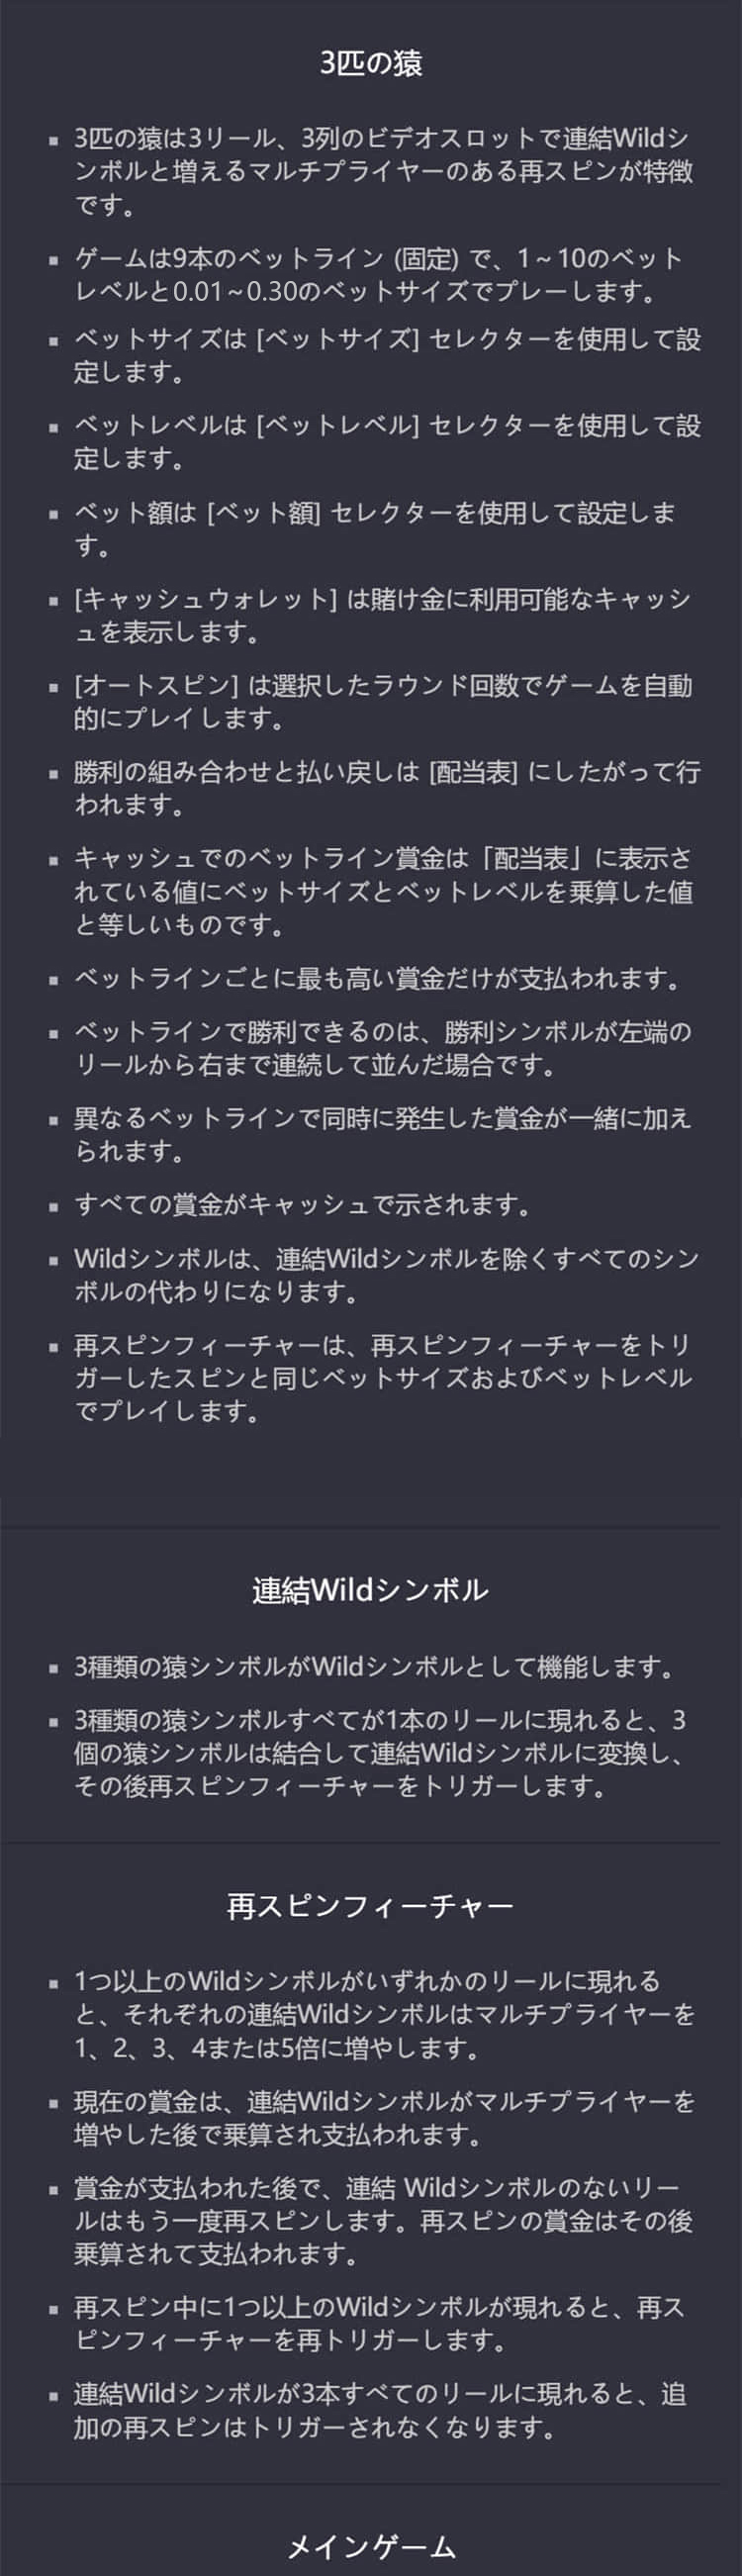 3匹の猿
▪ 3匹の猿は3リール、3列のビデオスロットで連結Wildシ
ンボルと増えるマルチプライヤーのある再スピンが特徴
です。
▪ ゲームは9本のベットライン (固定) で、1～10のベット
レベルと0.01～0.30のベットサイズでプレーします。
▪ ベットサイズは [ベットサイズ] セレクターを使用して設
定します。
▪ ベットレベルは [ベットレベル] セレクターを使用して設
定します。
▪ ベット額は [ベット額] セレクターを使用して設定しま
す。
▪ [キャッシュウォレット] は賭け金に利用可能なキャッシ
ュを表示します。
▪ [オートスピン] は選択したラウンド回数でゲームを自動
的にプレイします。
▪ 勝利の組み合わせと払い戻しは [配当表] にしたがって行
われます。
▪ キャッシュでのベットライン賞金は「配当表」に表示さ
れている値にベットサイズとベットレベルを乗算した値
と等しいものです。
▪ ベットラインごとに最も高い賞金だけが支払われます。
▪ ベットラインで勝利できるのは、勝利シンボルが左端の
リールから右まで連続して並んだ場合です。
▪ 異なるベットラインで同時に発生した賞金が一緒に加え
られます。
▪ すべての賞金がキャッシュで示されます。
▪ Wildシンボルは、連結Wildシンボルを除くすべてのシン
ボルの代わりになります。
▪ 再スピンフィーチャーは、再スピンフィーチャーをトリ
ガーしたスピンと同じベットサイズおよびベットレベル
でプレイします。
連結Wildシンボル
▪ 3種類の猿シンボルがWildシンボルとして機能します。
▪ 3種類の猿シンボルすべてが1本のリールに現れると、3
個の猿シンボルは結合して連結Wildシンボルに変換し、
その後再スピンフィーチャーをトリガーします。
再スピンフィーチャー
▪ 1つ以上のWildシンボルがいずれかのリールに現れる
と、それぞれの連結Wildシンボルはマルチプライヤーを
1、2、3、4または5倍に増やします。
▪ 現在の賞金は、連結Wildシンボルがマルチプライヤーを
増やした後で乗算され支払われます。
▪ 賞金が支払われた後で、連結 Wildシンボルのないリー
ルはもう一度再スピンします。再スピンの賞金はその後
乗算されて支払われます。
▪ 再スピン中に1つ以上のWildシンボルが現れると、再ス
ピンフィーチャーを再トリガーします。
▪ 連結Wildシンボルが3本すべてのリールに現れると、追
加の再スピンはトリガーされなくなります。
メインゲーム